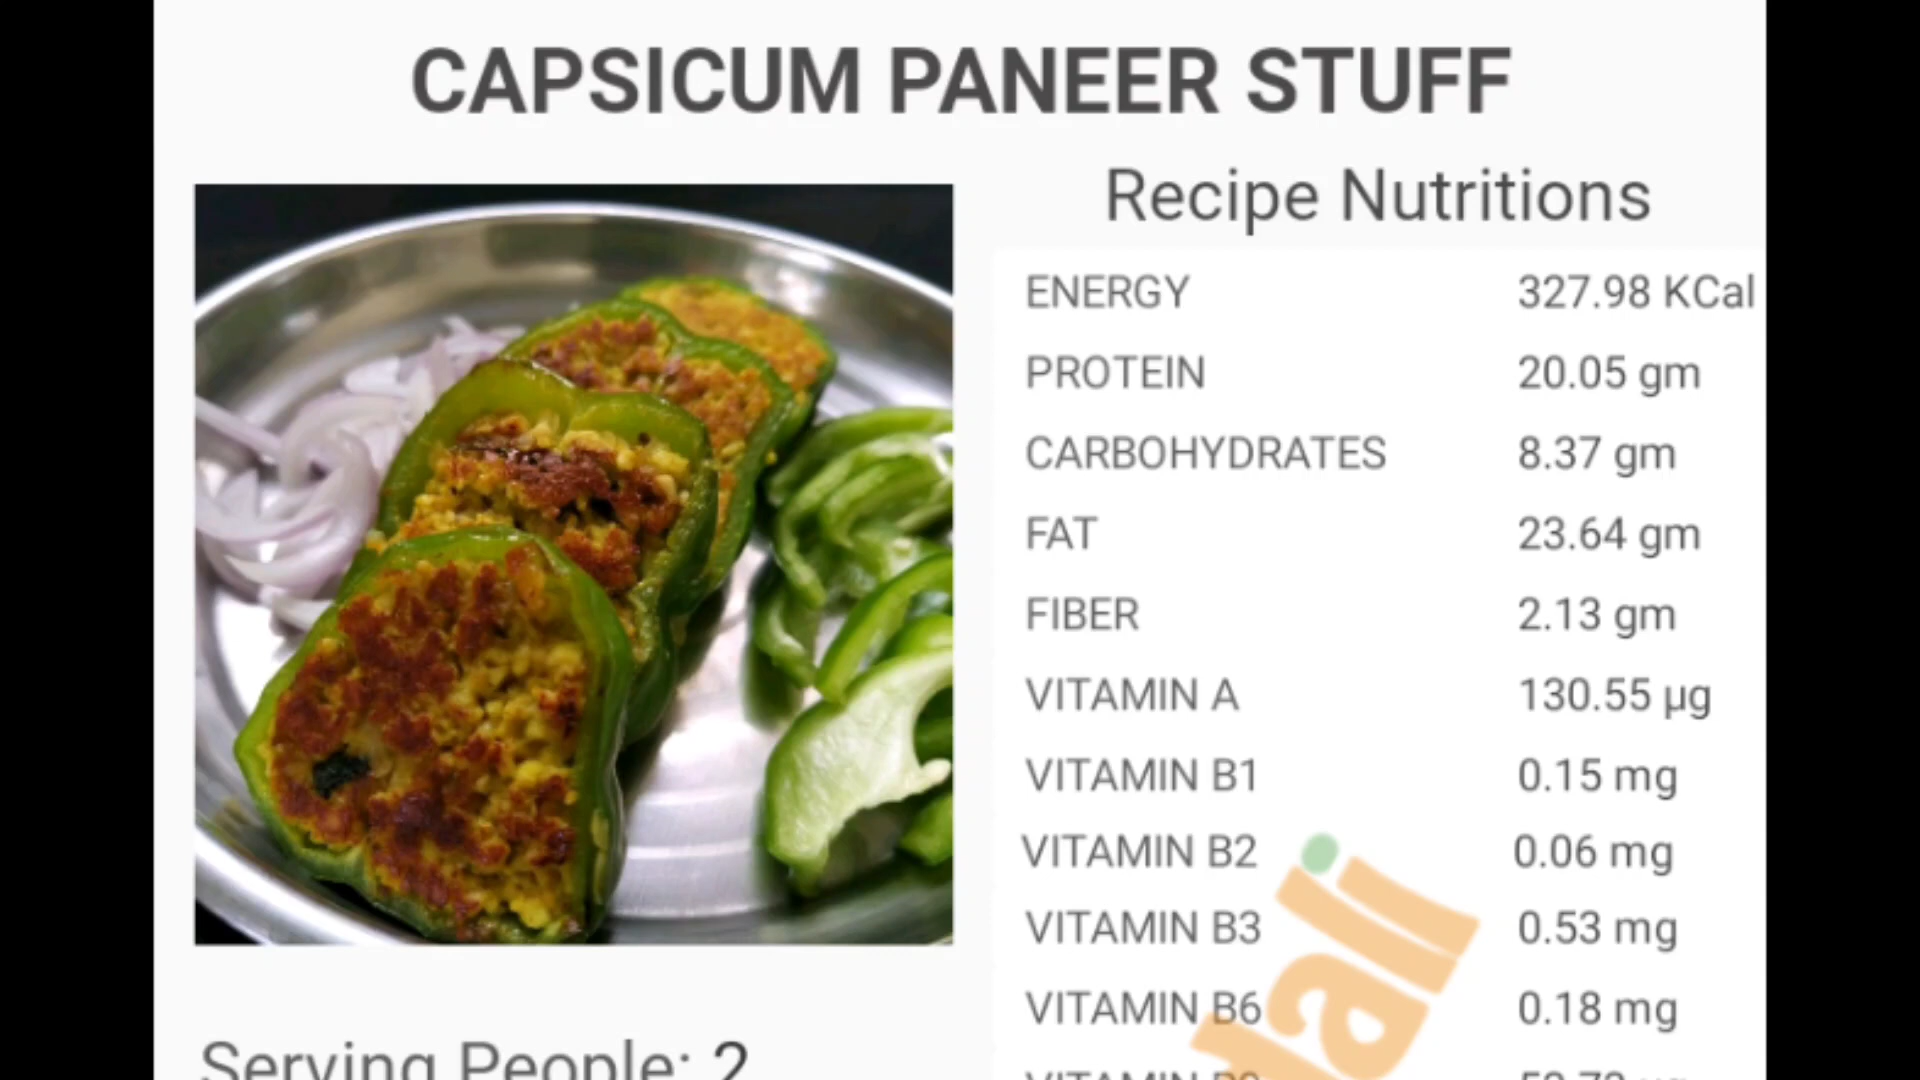 CAPSICUM PANEER STUFF
Recipe Nutritions
ENERGY 327.98 KCal
PROTEIN 20.05 gm
CARBOHYDRATES 8.37 gm
FAT 23.64 gm
FIBER 2.13 gm
VITAMIN A 130.55 µg
VITAMIN B1 0.15 mg
VITAMIN B2 0.06 mg
VITAMIN B3 0.53 mg
VITAMIN B6 0.18 mg
Serving People: 2